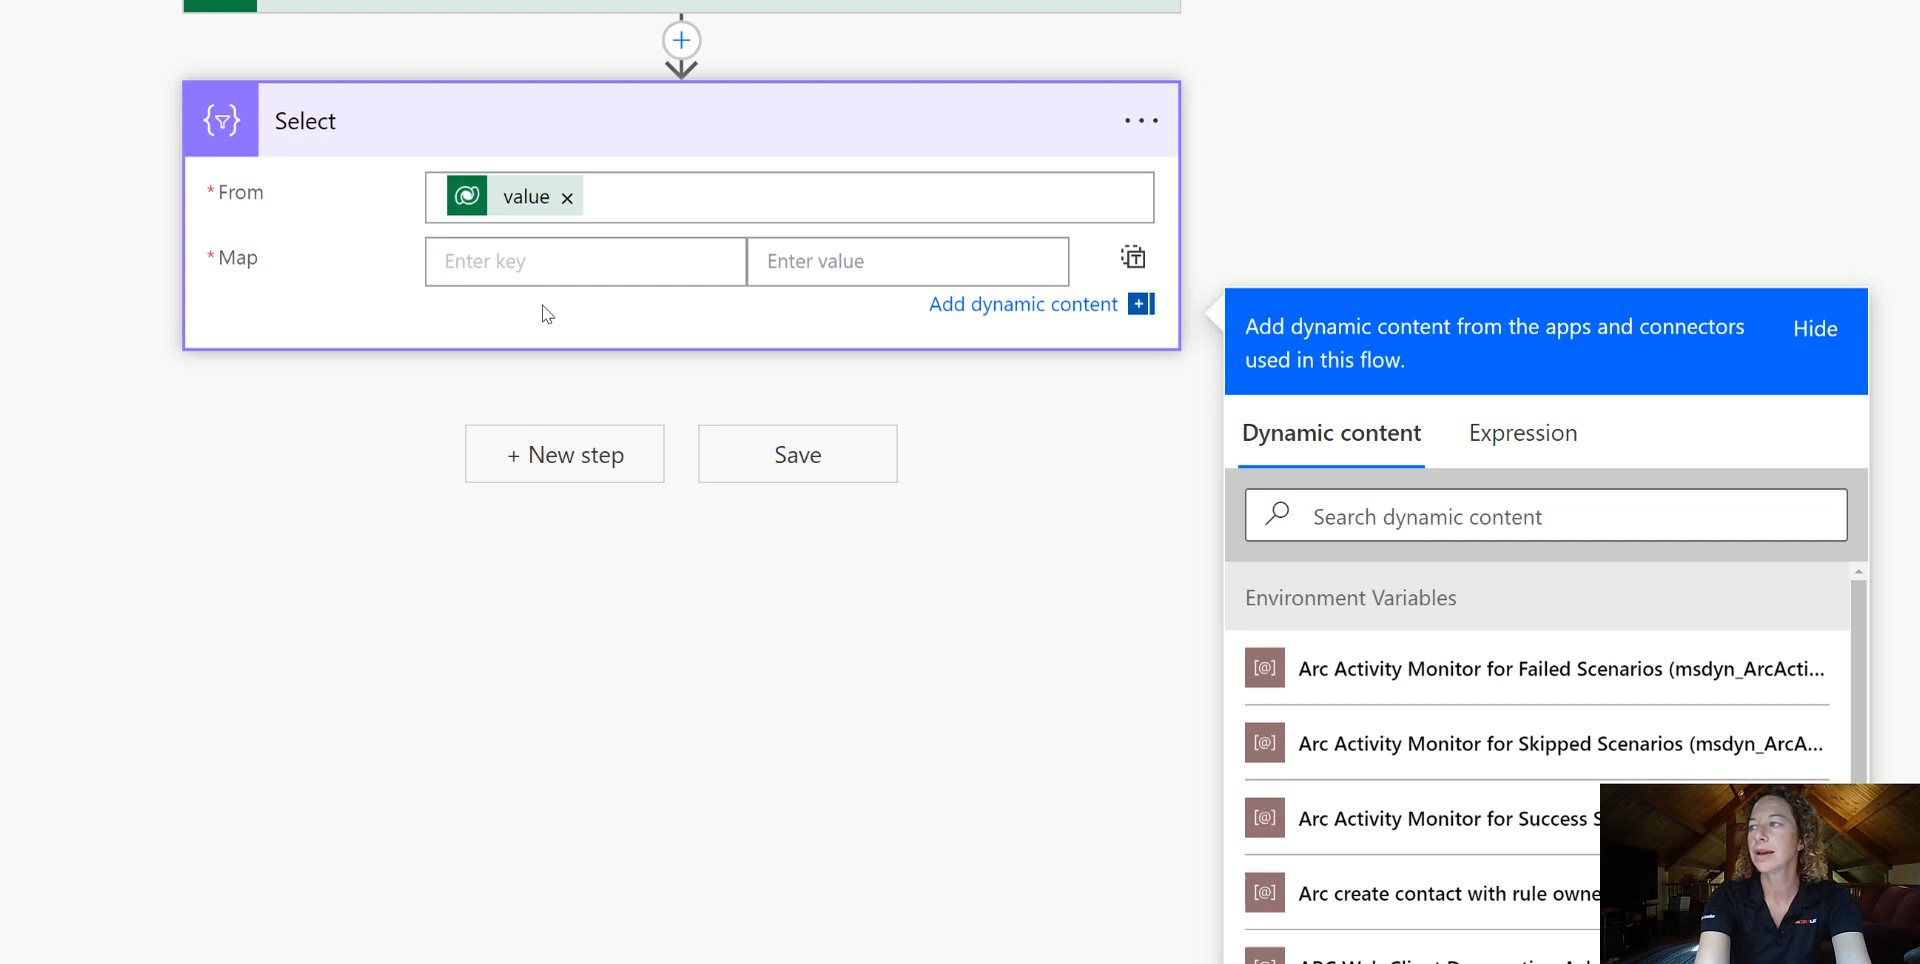 Select
* From
value ×
* Map
Enter key
Enter value
Add dynamic content
+ New step
Save
Add dynamic content from the apps and connectors
used in this flow.
Hide
Dynamic content
Expression
Search dynamic content
Environment Variables
Arc Activity Monitor for Failed Scenarios (msdyn_ArcActi...
Arc Activity Monitor for Skipped Scenarios (msdyn_ArcA...
Arc Activity Monitor for Success S
Arc create contact with rule owne